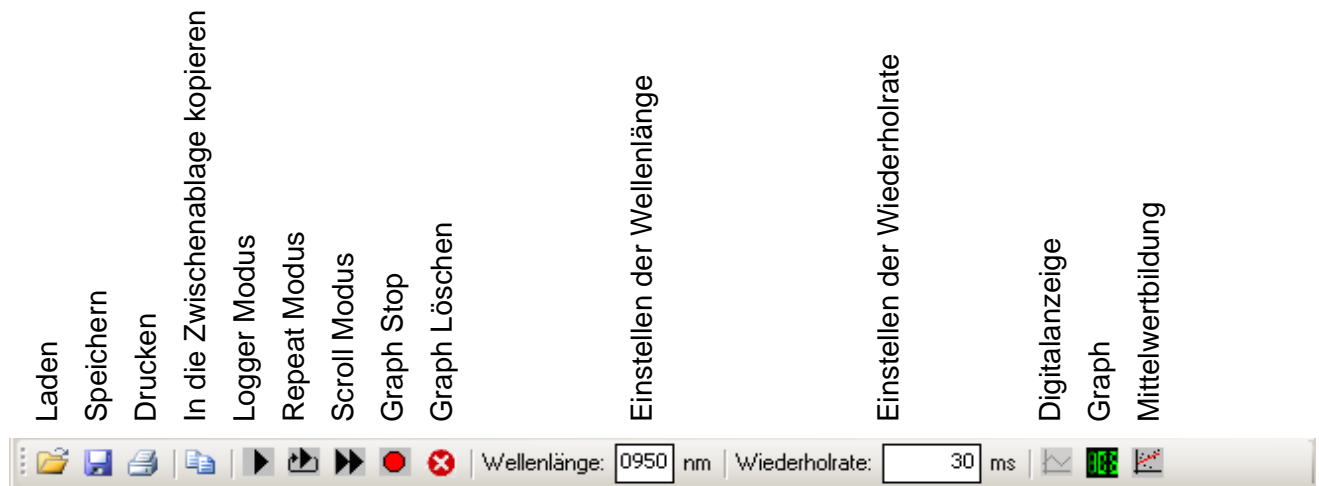 Laden
Speichern
Drucken
In die Zwischenablage kopieren
Logger Modus
Repeat Modus
Scroll Modus
Graph Stop
Graph Löschen
Einstellen der Wellenlänge
Einstellen der Wiederholrate
Digitalanzeige
Graph
Mittelwertbildung
Wellenlänge: 0950 nm Wiederholrate: 30 ms